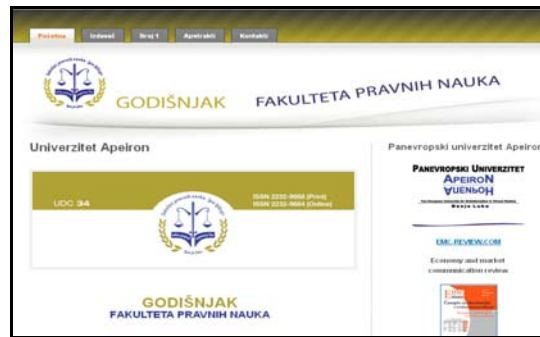 Početna Izdavač Broj 1 Apstrakti Kontakti
GODIŠNJAK FAKULTETA PRAVNIH NAUKA
Univerzitet Apeiron
UDC 34
ISSN 2232-9668 (Print)
ISSN 2232-9684 (Online)
GODIŠNJAK
FAKULTETA PRAVNIH NAUKA
Panevropski univerzitet Apeiron
PANEVROPSKI UNIVERZITET
APEIRON
Banja Luka
EMC-REVIEW.COM
Economy and market
communication review